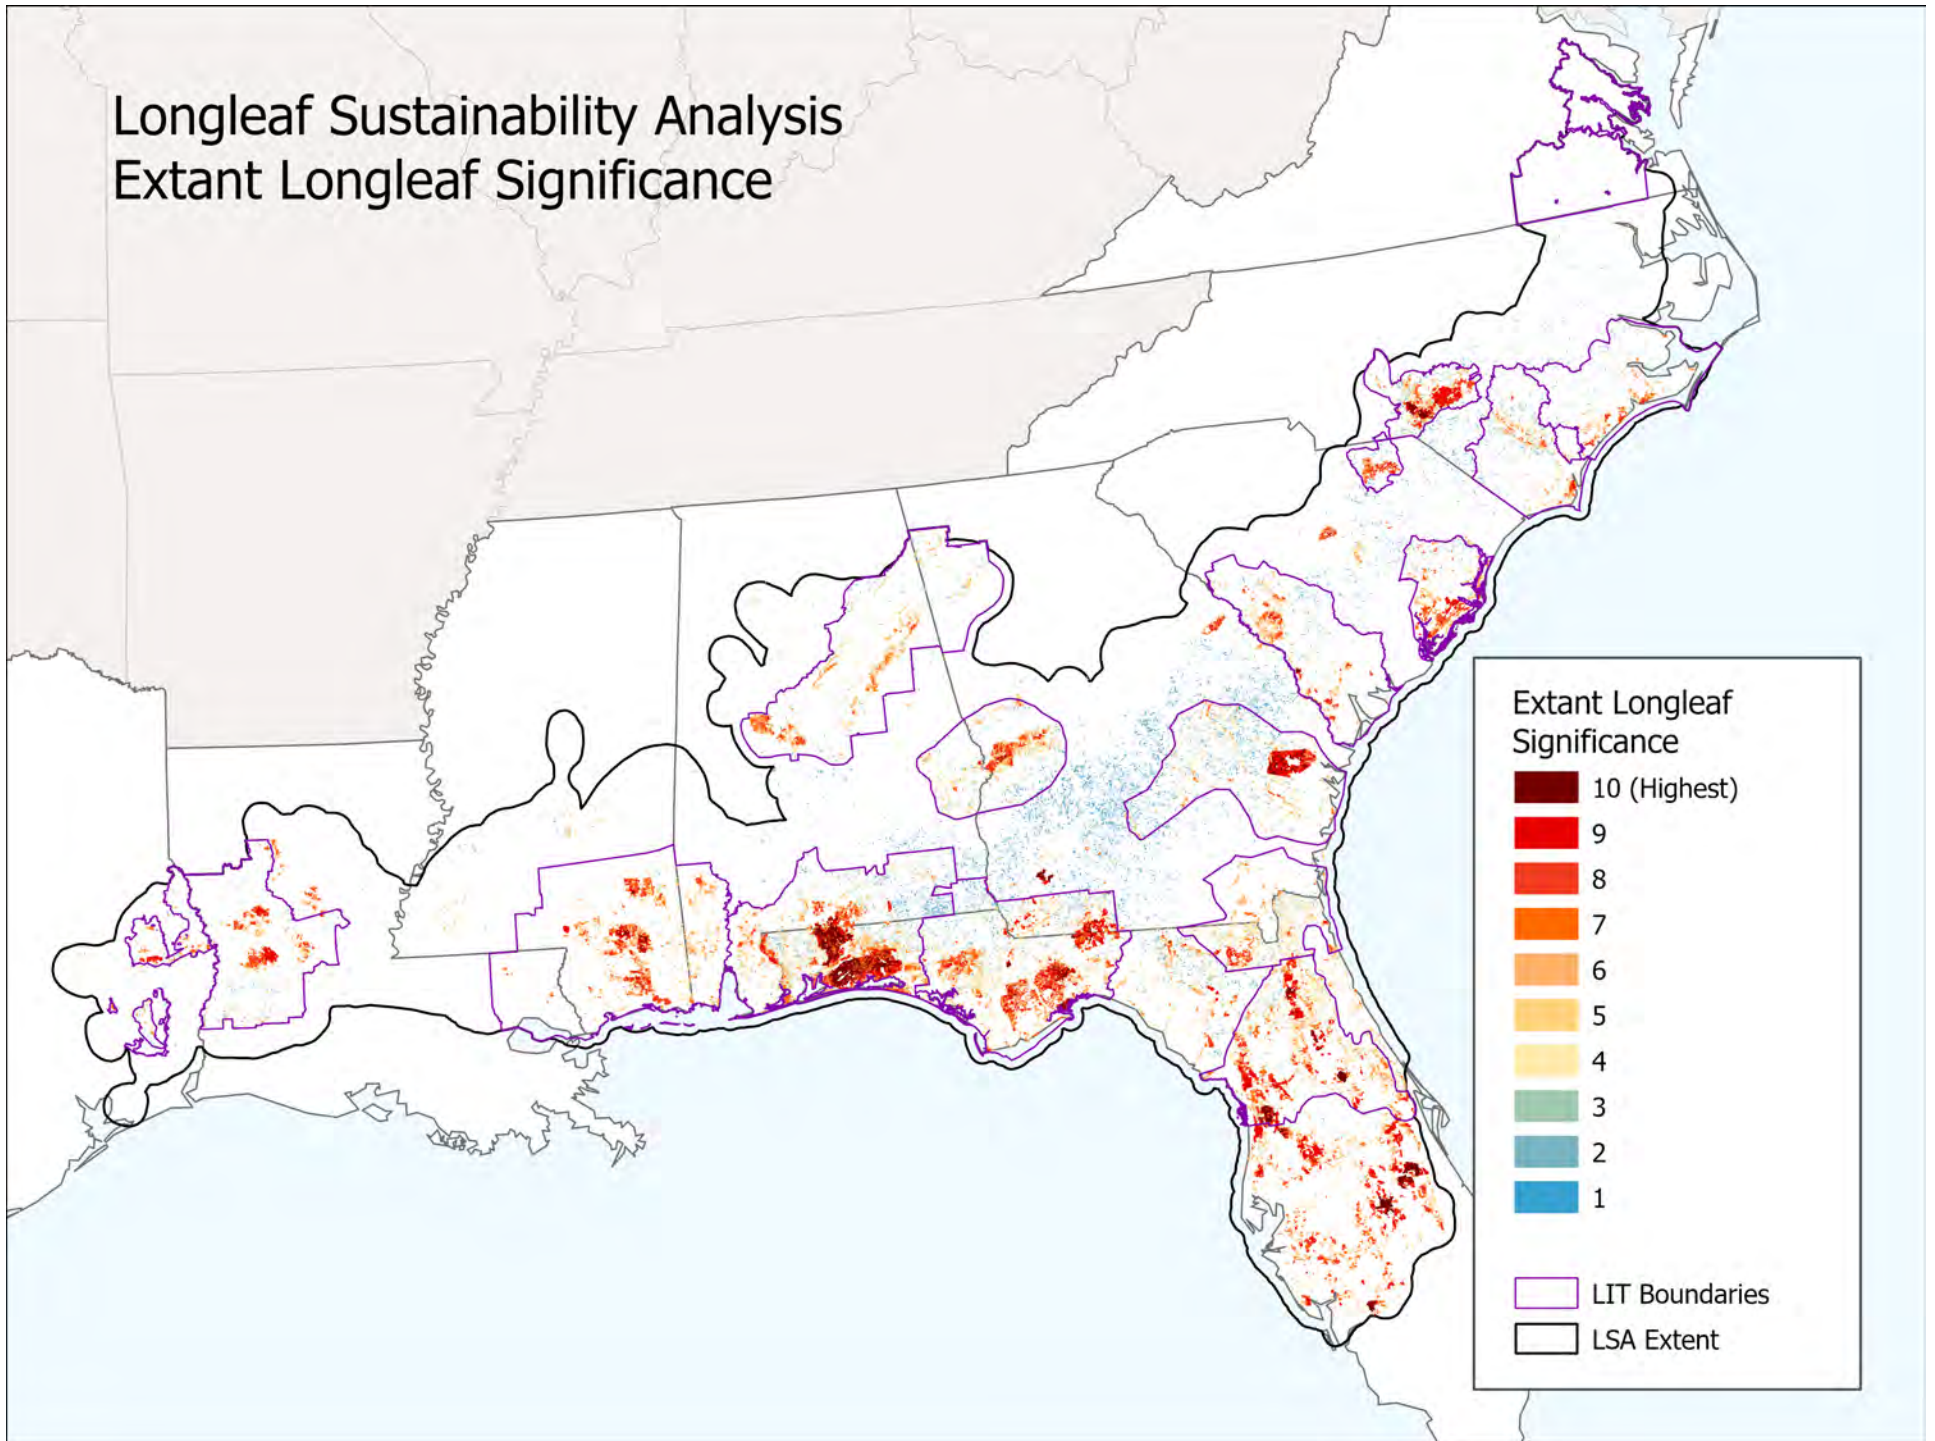 Longleaf Sustainability Analysis
Extant Longleaf Significance
Extant Longleaf
Significance
10 (Highest)
9
8
7
6
5
4
3
2
1
LIT Boundaries
LSA Extent